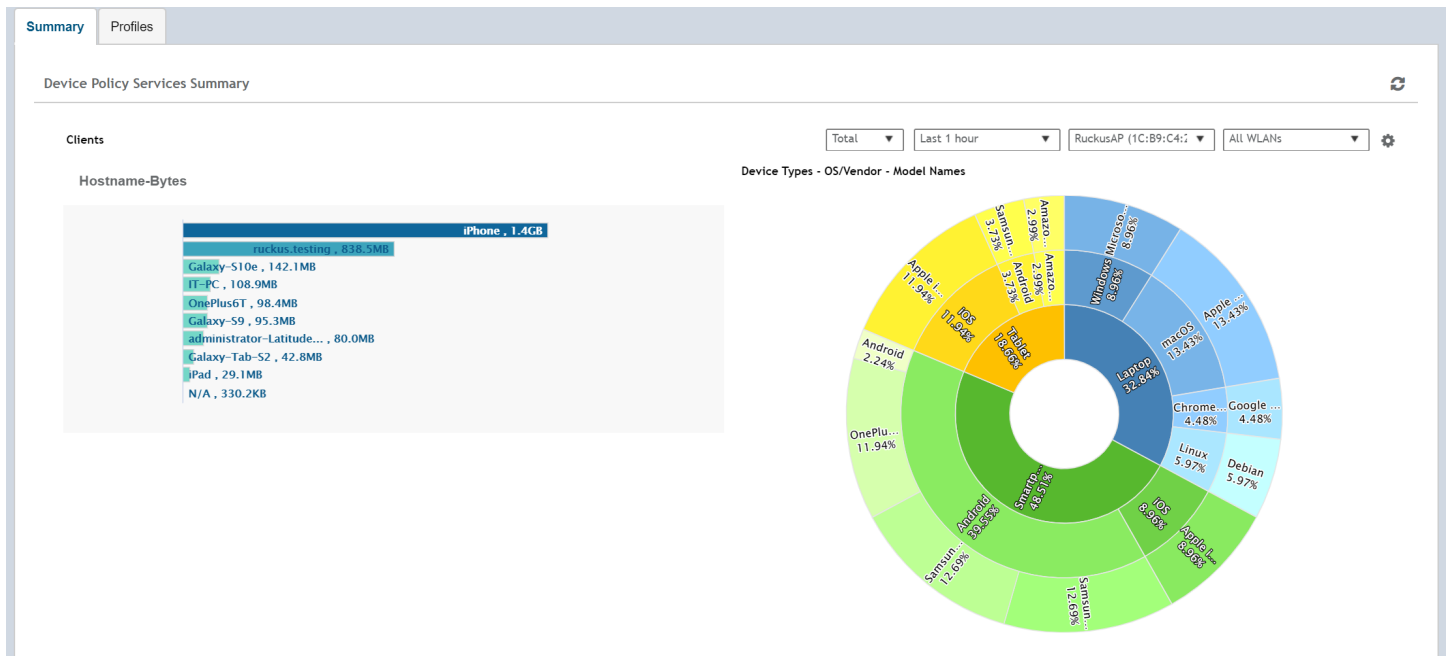 Summary
Profiles
Device Policy Services Summary
Clients
Total
Last 1 hour
RuckusAP (1C:B9:C4:2
All WLANs
Hostname-Bytes
Device Types - OS/Vendor - Model Names
iPhone , 1.4GB
ruckus.testing , 838.5MB
Galaxy-S10e , 142.1MB
IT-PC , 108.9MB
OnePlus6T , 98.4MB
Galaxy-S9 , 95.3MB
administrator-Latitude... , 80.0MB
Galaxy-Tab-S2 , 42.8MB
iPad , 29.1MB
N/A , 330.2KB
Laptop
32.84%
Windows
8.96%
Microso...
8.96%
macOS
13.43%
Apple ...
13.43%
Chrome...
4.48%
Google ...
4.48%
Linux
5.97%
Debian
5.97%
Smartp...
48.51%
iOS
8.96%
Apple i...
8.96%
Android
39.55%
Samsun...
12.69%
Samsun...
12.69%
OnePlu...
11.94%
Android
2.24%
Tablet
18.66%
iOS
11.94%
Apple i...
11.94%
Android
3.73%
Samsun...
3.73%
Amazo...
2.99%
Amazo...
2.99%